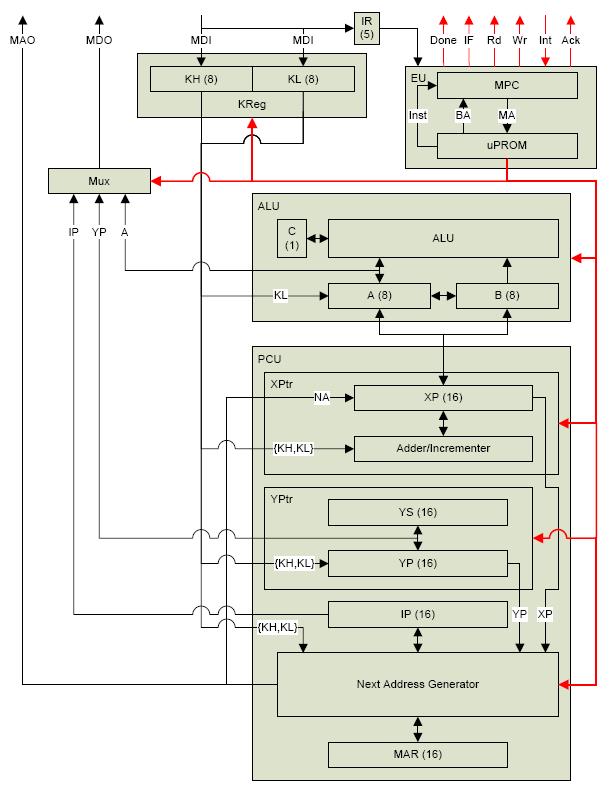 MAO
MDO
MDI
MDI
IR
(5)
Done
IF
Rd
Wr
Int
Ack
KH (8)
KL (8)
KReg
EU
MPC
Inst
BA
MA
uPROM
Mux
IP
YP
A
ALU
C
(1)
ALU
KL
A (8)
B (8)
PCU
XPtr
NA
XP (16)
{KH,KL}
Adder/Incrementer
YPtr
YS (16)
{KH,KL}
YP (16)
IP (16)
YP
XP
{KH,KL}
Next Address Generator
MAR (16)